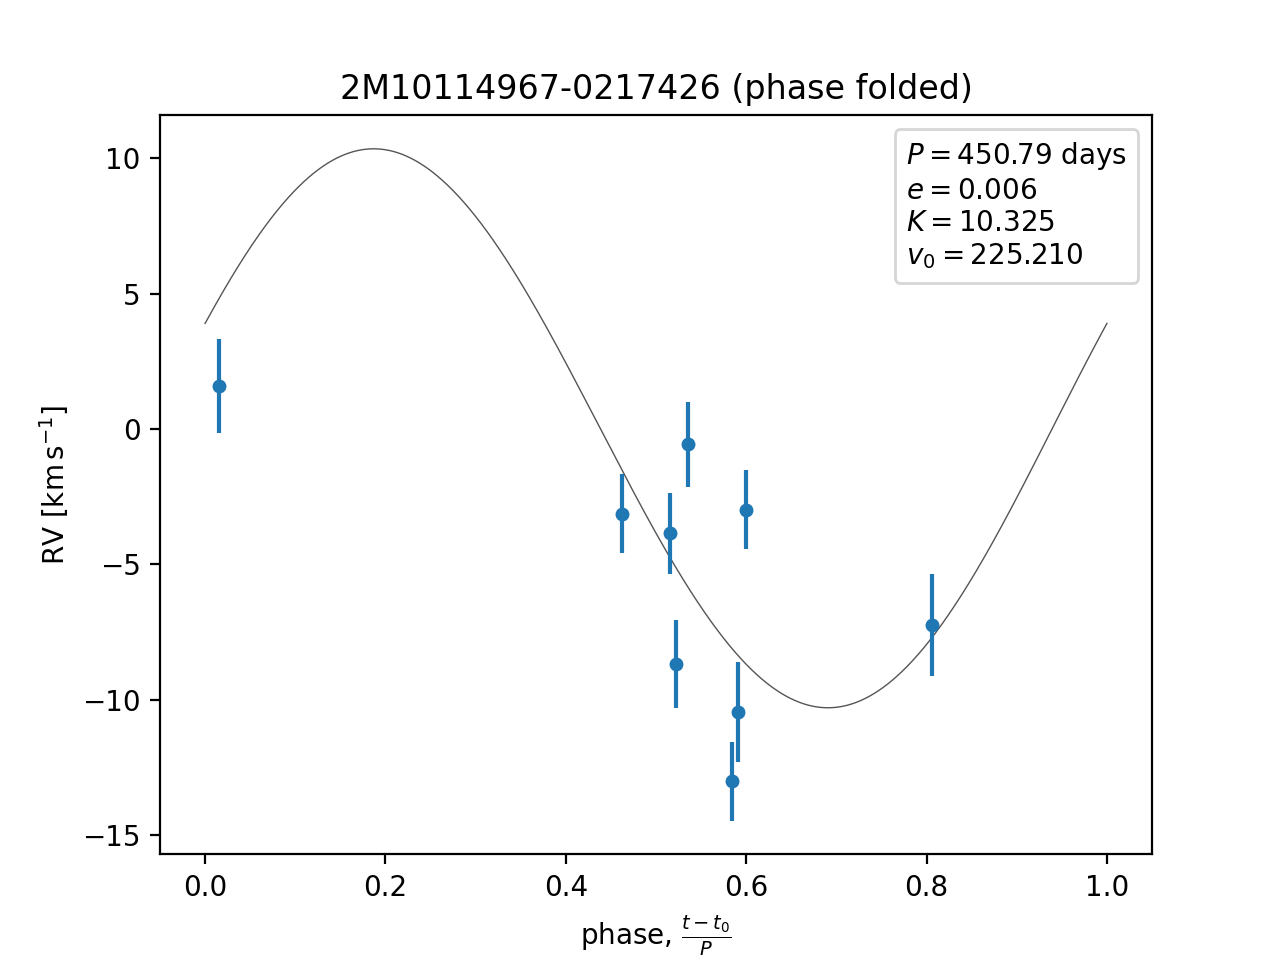 2M10114967-0217426 (phase folded)
P = 450.79 days
e = 0.006
K = 10.325
v₀ = 225.210
10
5
0
−5
−10
−15
RV [km s⁻¹]
0.0 0.2 0.4 0.6 0.8 1.0
phase, (t − t₀)/P